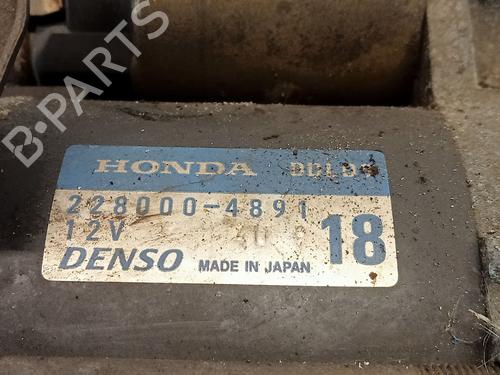 B-PARTS
HONDA
228000-4891
12V
18
DENSO MADE IN JAPAN